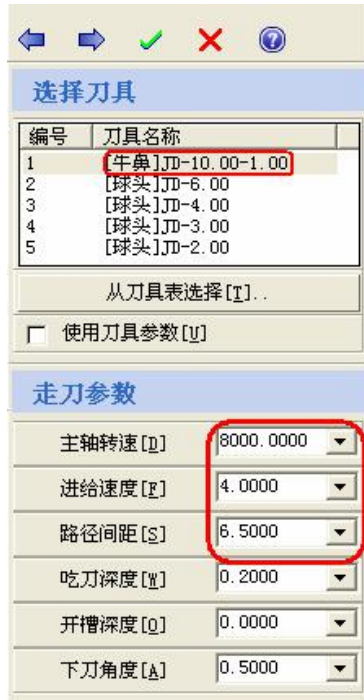 选择刀具
编号 刀具名称
1 [牛鼻]JD-10.00-1.00
2 [球头]JD-6.00
3 [球头]JD-4.00
4 [球头]JD-3.00
5 [球头]JD-2.00
从刀具表选择[T]..
使用刀具参数[U]
走刀参数
主轴转速[D] 8000.0000
进给速度[F] 4.0000
路径间距[S] 6.5000
吃刀深度[W] 0.2000
开槽深度[O] 0.0000
下刀角度[A] 0.5000